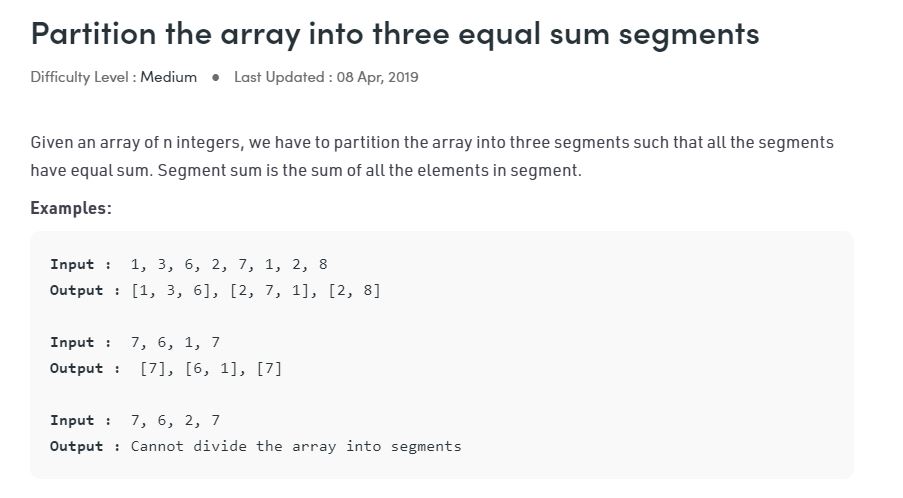 Partition the array into three equal sum segments
Difficulty Level : Medium ● Last Updated : 08 Apr, 2019
Given an array of n integers, we have to partition the array into three segments such that all the segments
have equal sum. Segment sum is the sum of all the elements in segment.
Examples:
Input : 1, 3, 6, 2, 7, 1, 2, 8
Output : [1, 3, 6], [2, 7, 1], [2, 8]
Input : 7, 6, 1, 7
Output : [7], [6, 1], [7]
Input : 7, 6, 2, 7
Output : Cannot divide the array into segments